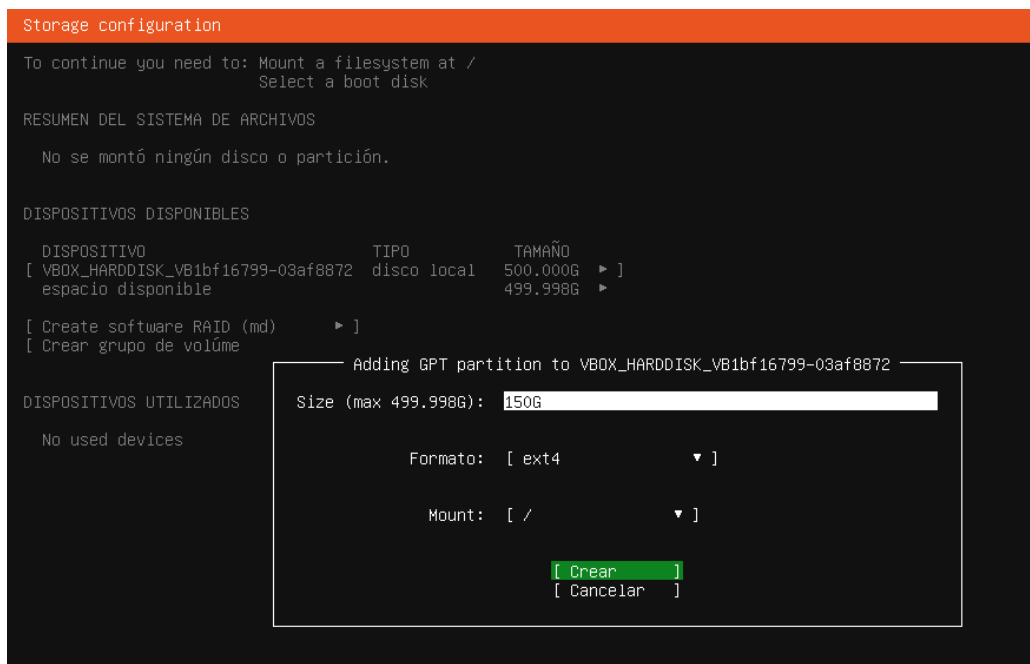 Storage configuration
To continue you need to: Mount a filesystem at /
Select a boot disk
RESUMEN DEL SISTEMA DE ARCHIVOS
No se montó ningún disco o partición.
DISPOSITIVOS DISPONIBLES
DISPOSITIVO TIPO TAMAÑO
[ VBOX_HARDDISK_VB1bf16799-03af8872 disco local 500.000G ▸ ]
espacio disponible 499.998G ▸
[ Create software RAID (md) ▸ ]
[ Crear grupo de volúme
Adding GPT partition to VBOX_HARDDISK_VB1bf16799-03af8872
DISPOSITIVOS UTILIZADOS
Size (max 499.998G): 150G
No used devices
Formato: [ ext4 ▾ ]
Mount: [ / ▾ ]
[ Crear ]
[ Cancelar ]